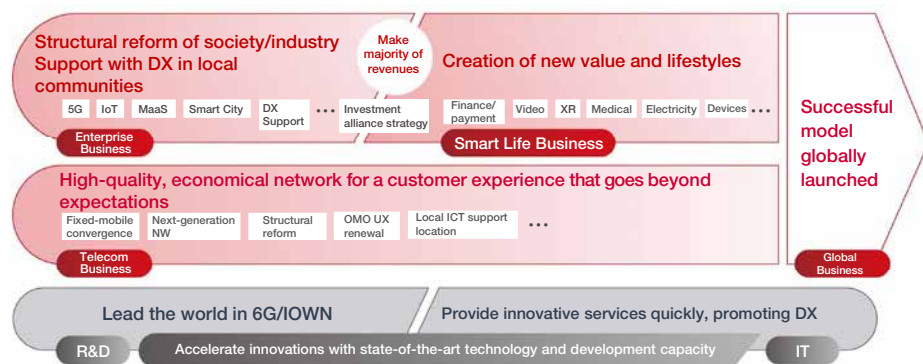 Structural reform of society/industry
Support with DX in local
communities
5G
IoT
MaaS
Smart City
DX
Support
•••
Investment
alliance strategy
Enterprise
Business
Make
majority of
revenues
Creation of new value and lifestyles
Finance/
payment
Video
XR
Medical
Electricity
Devices
•••
Smart Life Business
High-quality, economical network for a customer experience that goes beyond
expectations
Fixed-mobile
convergence
Next-generation
NW
Structural
reform
OMO UX
renewal
Local ICT support
location
•••
Telecom
Business
Successful
model
globally
launched
Global
Business
Lead the world in 6G/IOWN
Provide innovative services quickly, promoting DX
R&D
Accelerate innovations with state-of-the-art technology and development capacity
IT